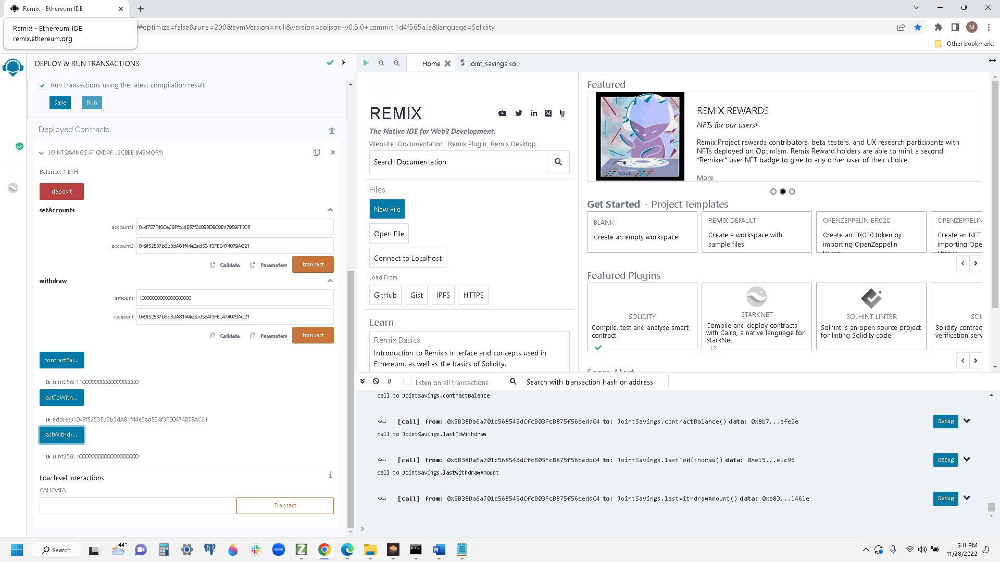 Remix - Ethereum IDE
Remix - Ethereum IDE
remix.ethereum.org
/#optimize=false&runs=200&evmVersion=null&version=soljson-v0.5.0+commit.1d4f565a.js&language=Solidity
M
Other bookmarks
DEPLOY & RUN TRANSACTIONS
Run transactions using the latest compilation result
Save
Run
Deployed Contracts
JOINTSAVINGS AT 0XD4F...2CBEE (MEMORY)
Balance: 1 ETH
deposit
setAccounts
account1:
0xd757F40CeC9Ffc44E67f82893D9C8B47959FF306
account2:
0x9f52537b8b3dA81f44e3ad584f3FB0474079AC21
Calldata
Parameters
transact
withdraw
amount:
recipient:
0x9f52537b8b3dA81f44e3ad584f3FB0474079AC21
Calldata
Parameters
transact
contractBal...
0: uint256:
lastToWith...
0: address: 0x9f52537b8b3dA81f44e3ad584f3FB0474079AC21
lastWithdr...
0: uint256:
Low level interactions
CALLDATA
Transact
Home
Joint_savings.sol
REMIX
The Native IDE for Web3 Development.
Website Documentation Remix Plugin Remix Desktop
Search Documentation
Files
New File
Open File
Connect to Localhost
Load From
GitHub
Gist
IPFS
HTTPS
Learn
Remix Basics
Introduction to Remix's interface and concepts used in
Ethereum, as well as the basics of Solidity.
Featured
USER
REMIX REWARDS
NFTs for our users!
Remix Project rewards contributors, beta testers, and UX research participants with
NFTs deployed on Optimism. Remix Reward holders are able to mint a second
"Remixer" user NFT badge to give to any other user of their choice.
More
Get Started - Project Templates
BLANK
Create an empty workspace.
REMIX DEFAULT
Create a workspace with
sample files.
OPENZEPPELIN ERC20
Create an ERC20 token by
importing OpenZeppelin
library.
OPENZEPPELIN
Create an NFT
importing Ope
Featured Plugins
SOLIDITY
Compile, test and analyse smart
contract.
STARKNET
Compile and deploy contracts
with Cairo, a native language for
StarkNet.
L2
SOLHINT LINTER
Solhint is an open source project
for linting Solidity code.
SOU
Solidity contrac
verification serv
Scam Alert
0
listen on all transactions
Search with transaction hash or address
call to JointSavings.contractBalance
CALL
[call] from: 0x5B38Da6a701c568545dCfcB03FcB875f56beddC4 to: JointSavings.contractBalance() data: 0x8b7...afe2e
Debug
call to JointSavings.lastToWithdraw
CALL
[call] from: 0x5B38Da6a701c568545dCfcB03FcB875f56beddC4 to: JointSavings.lastToWithdraw() data: 0xe15...e1c95
Debug
call to JointSavings.lastWithdrawAmount
CALL
[call] from: 0x5B38Da6a701c568545dCfcB03FcB875f56beddC4 to: JointSavings.lastWithdrawAmount() data: 0xb83...1461e
Debug
>
Search
44°
zoom
5:11 PM
11/28/2022